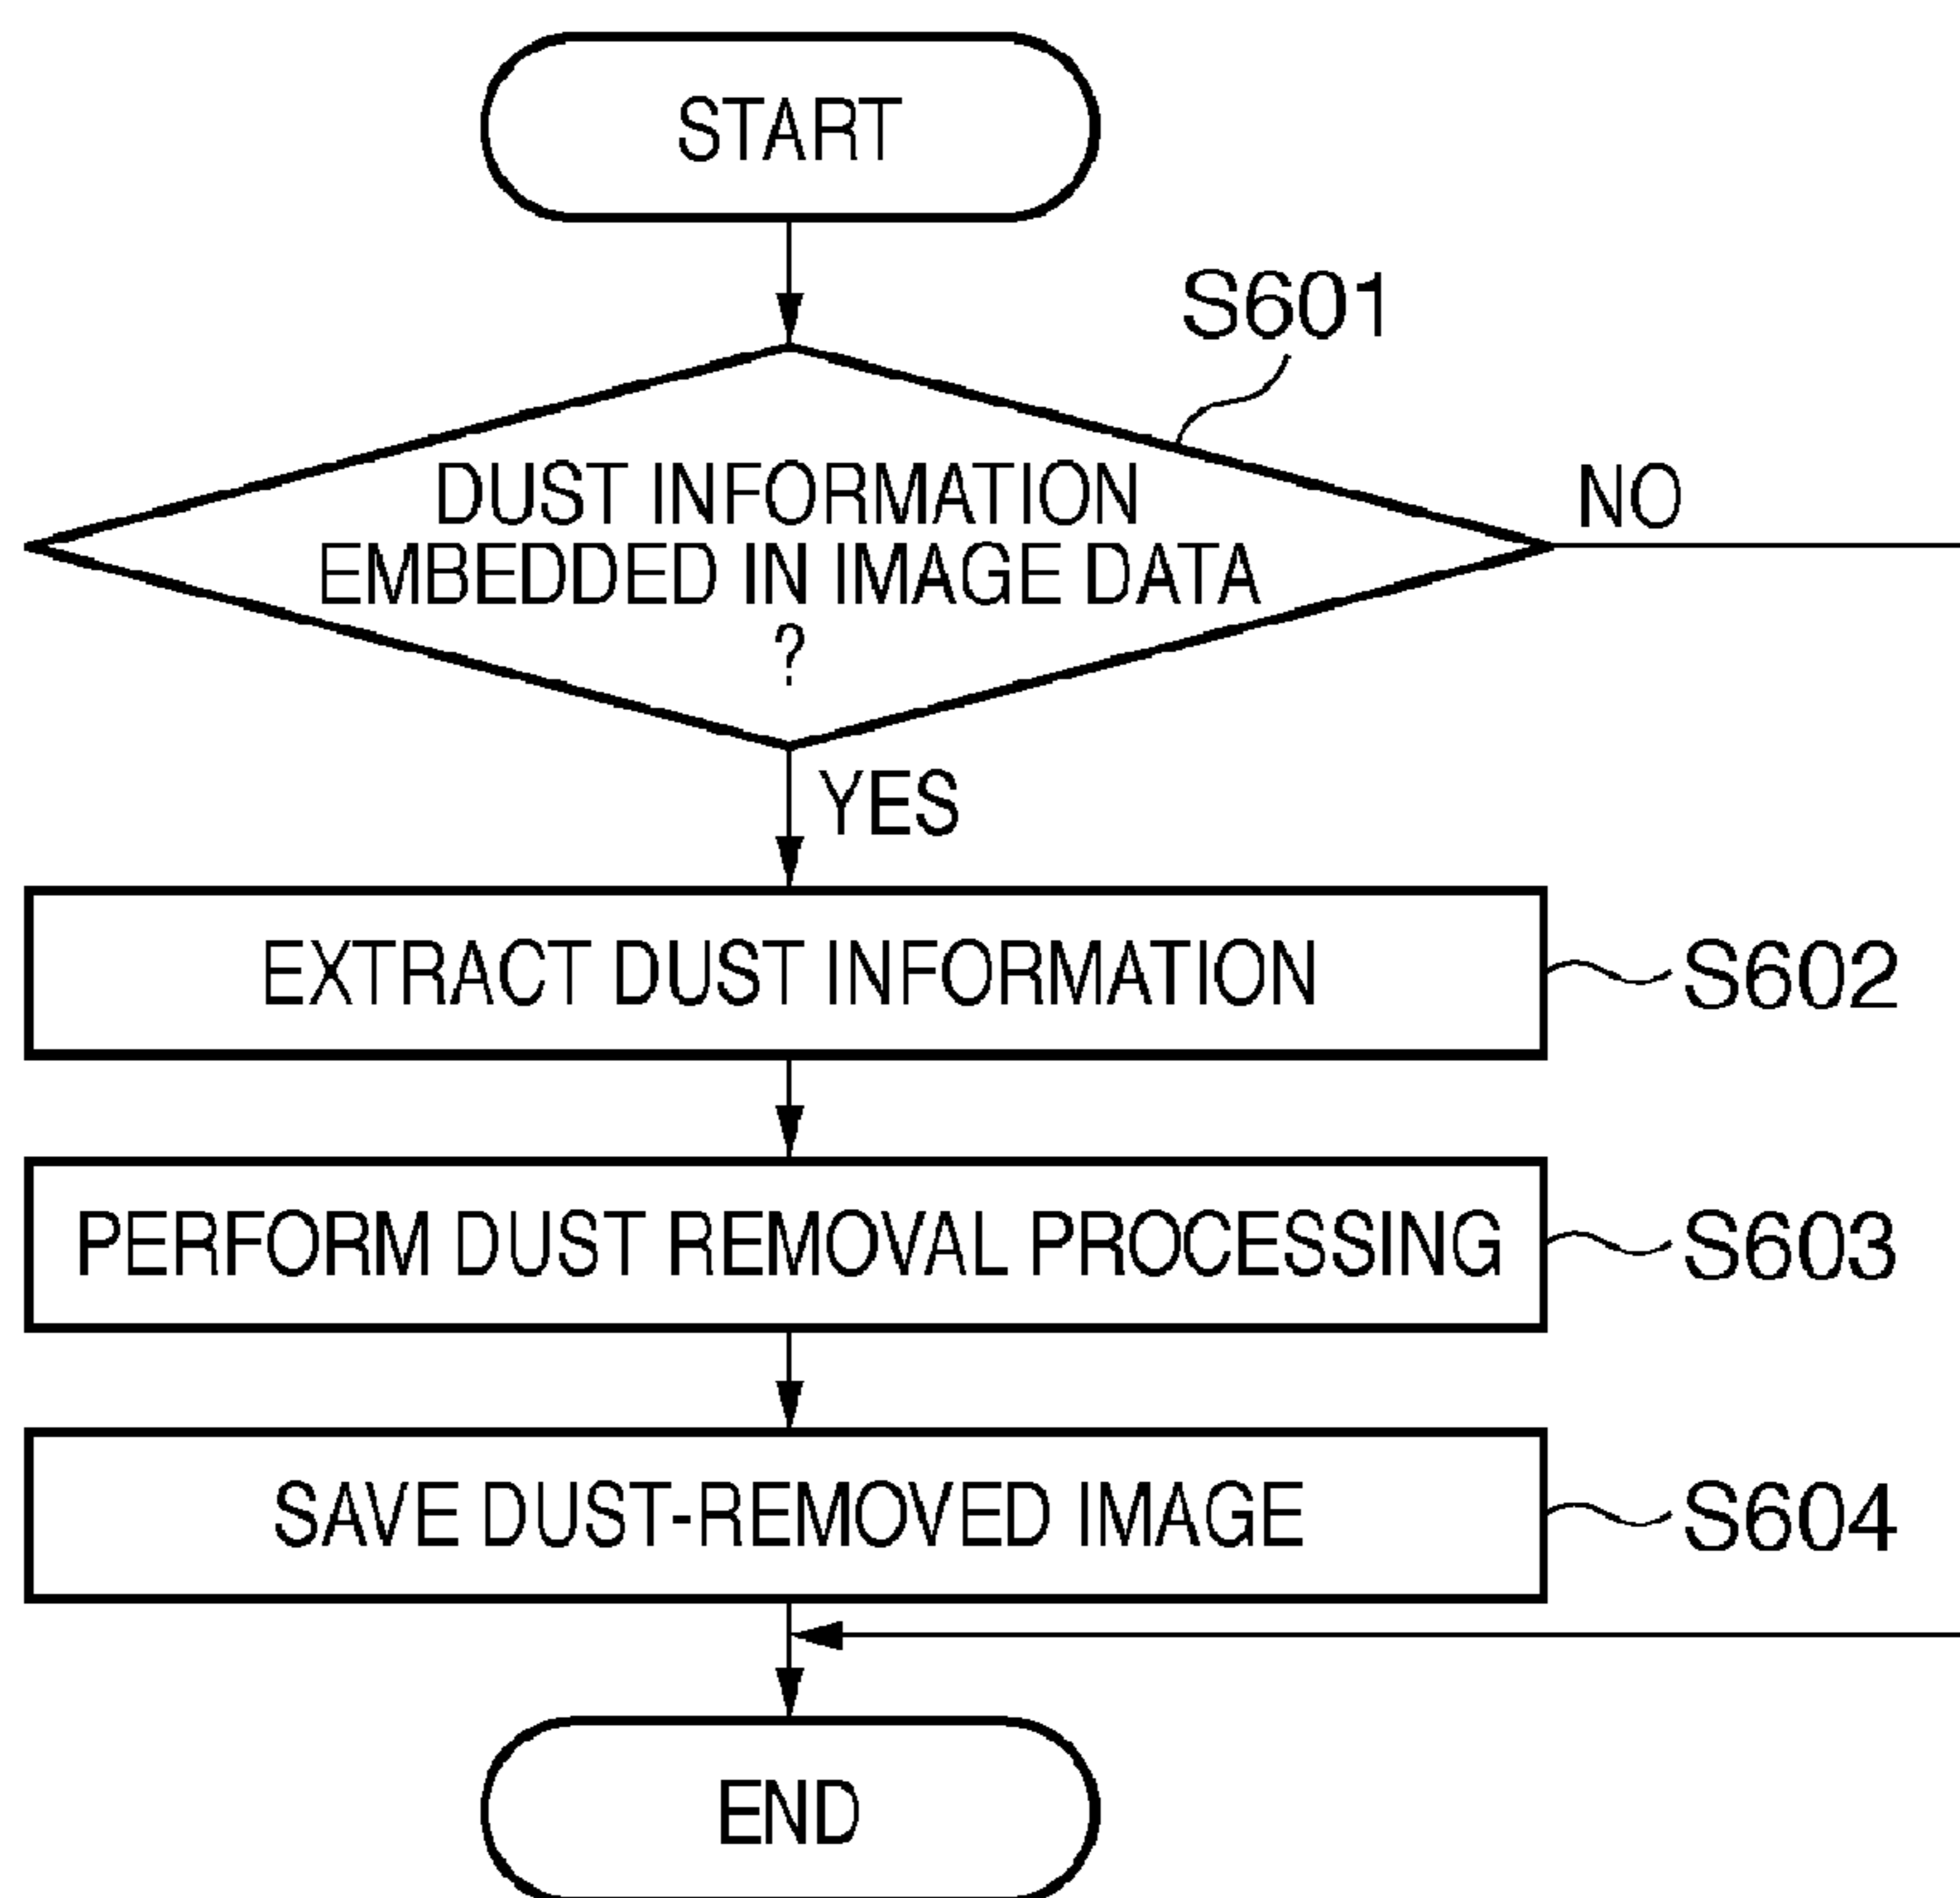 START
S601
DUST INFORMATION
EMBEDDED IN IMAGE DATA
?
NO
YES
EXTRACT DUST INFORMATION
S602
PERFORM DUST REMOVAL PROCESSING
S603
SAVE DUST-REMOVED IMAGE
S604
END